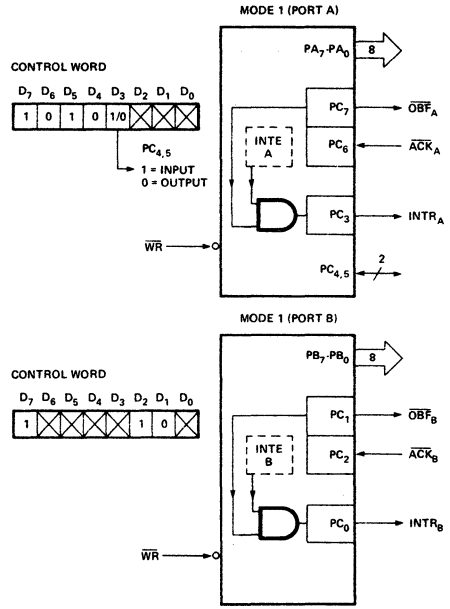 MODE 1 (PORT A)
PA7-PA0
8
CONTROL WORD
D7 D6 D5 D4 D3 D2 D1 D0
1 0 1 0 1/0
PC4,5
1 = INPUT
0 = OUTPUT
PC7
OBFA
INTE
A
PC6
ACKA
PC3
INTRA
WR
PC4,5
2
MODE 1 (PORT B)
PB7-PB0
8
CONTROL WORD
D7 D6 D5 D4 D3 D2 D1 D0
1 1 0
PC1
OBFB
INTE
B
PC2
ACKB
PC0
INTRB
WR